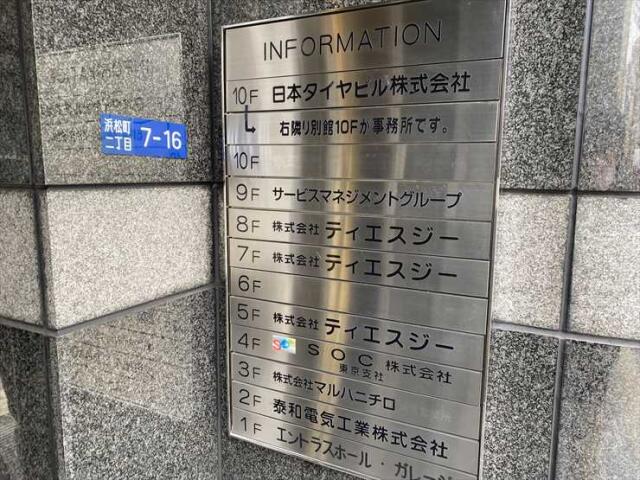 INFORMATION
10F 日本タイヤビル株式会社
右隣り別館10Fが事務所です。
10F
9F サービスマネジメントグループ
8F 株式会社 ティエスジー
7F 株式会社 ティエスジー
6F
5F 株式会社 ティエスジー
4F SOC SOC 株式会社
東京支社
3F 株式会社 マルハニチロ
2F 泰和電気工業株式会社
1F エントラスホール・ガレージ
浜松町
二丁目 7-16